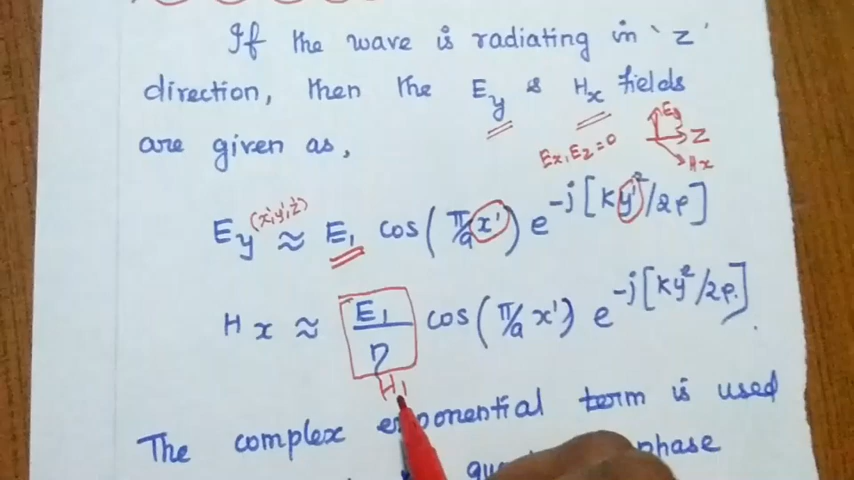 If the wave is radiating in 'z'
direction, then the Ey & Hx fields
are given as,
Ex, Ez = 0
Ey
Z
Hx
Ey (x', y', z') ≈ E₁ cos(π/a x') e^-j[ky'²/2ρ]
Hx ≈ E₁/η cos(π/a x') e^-j[ky'²/2ρ]
H₁
The complex exponential term is used
phase